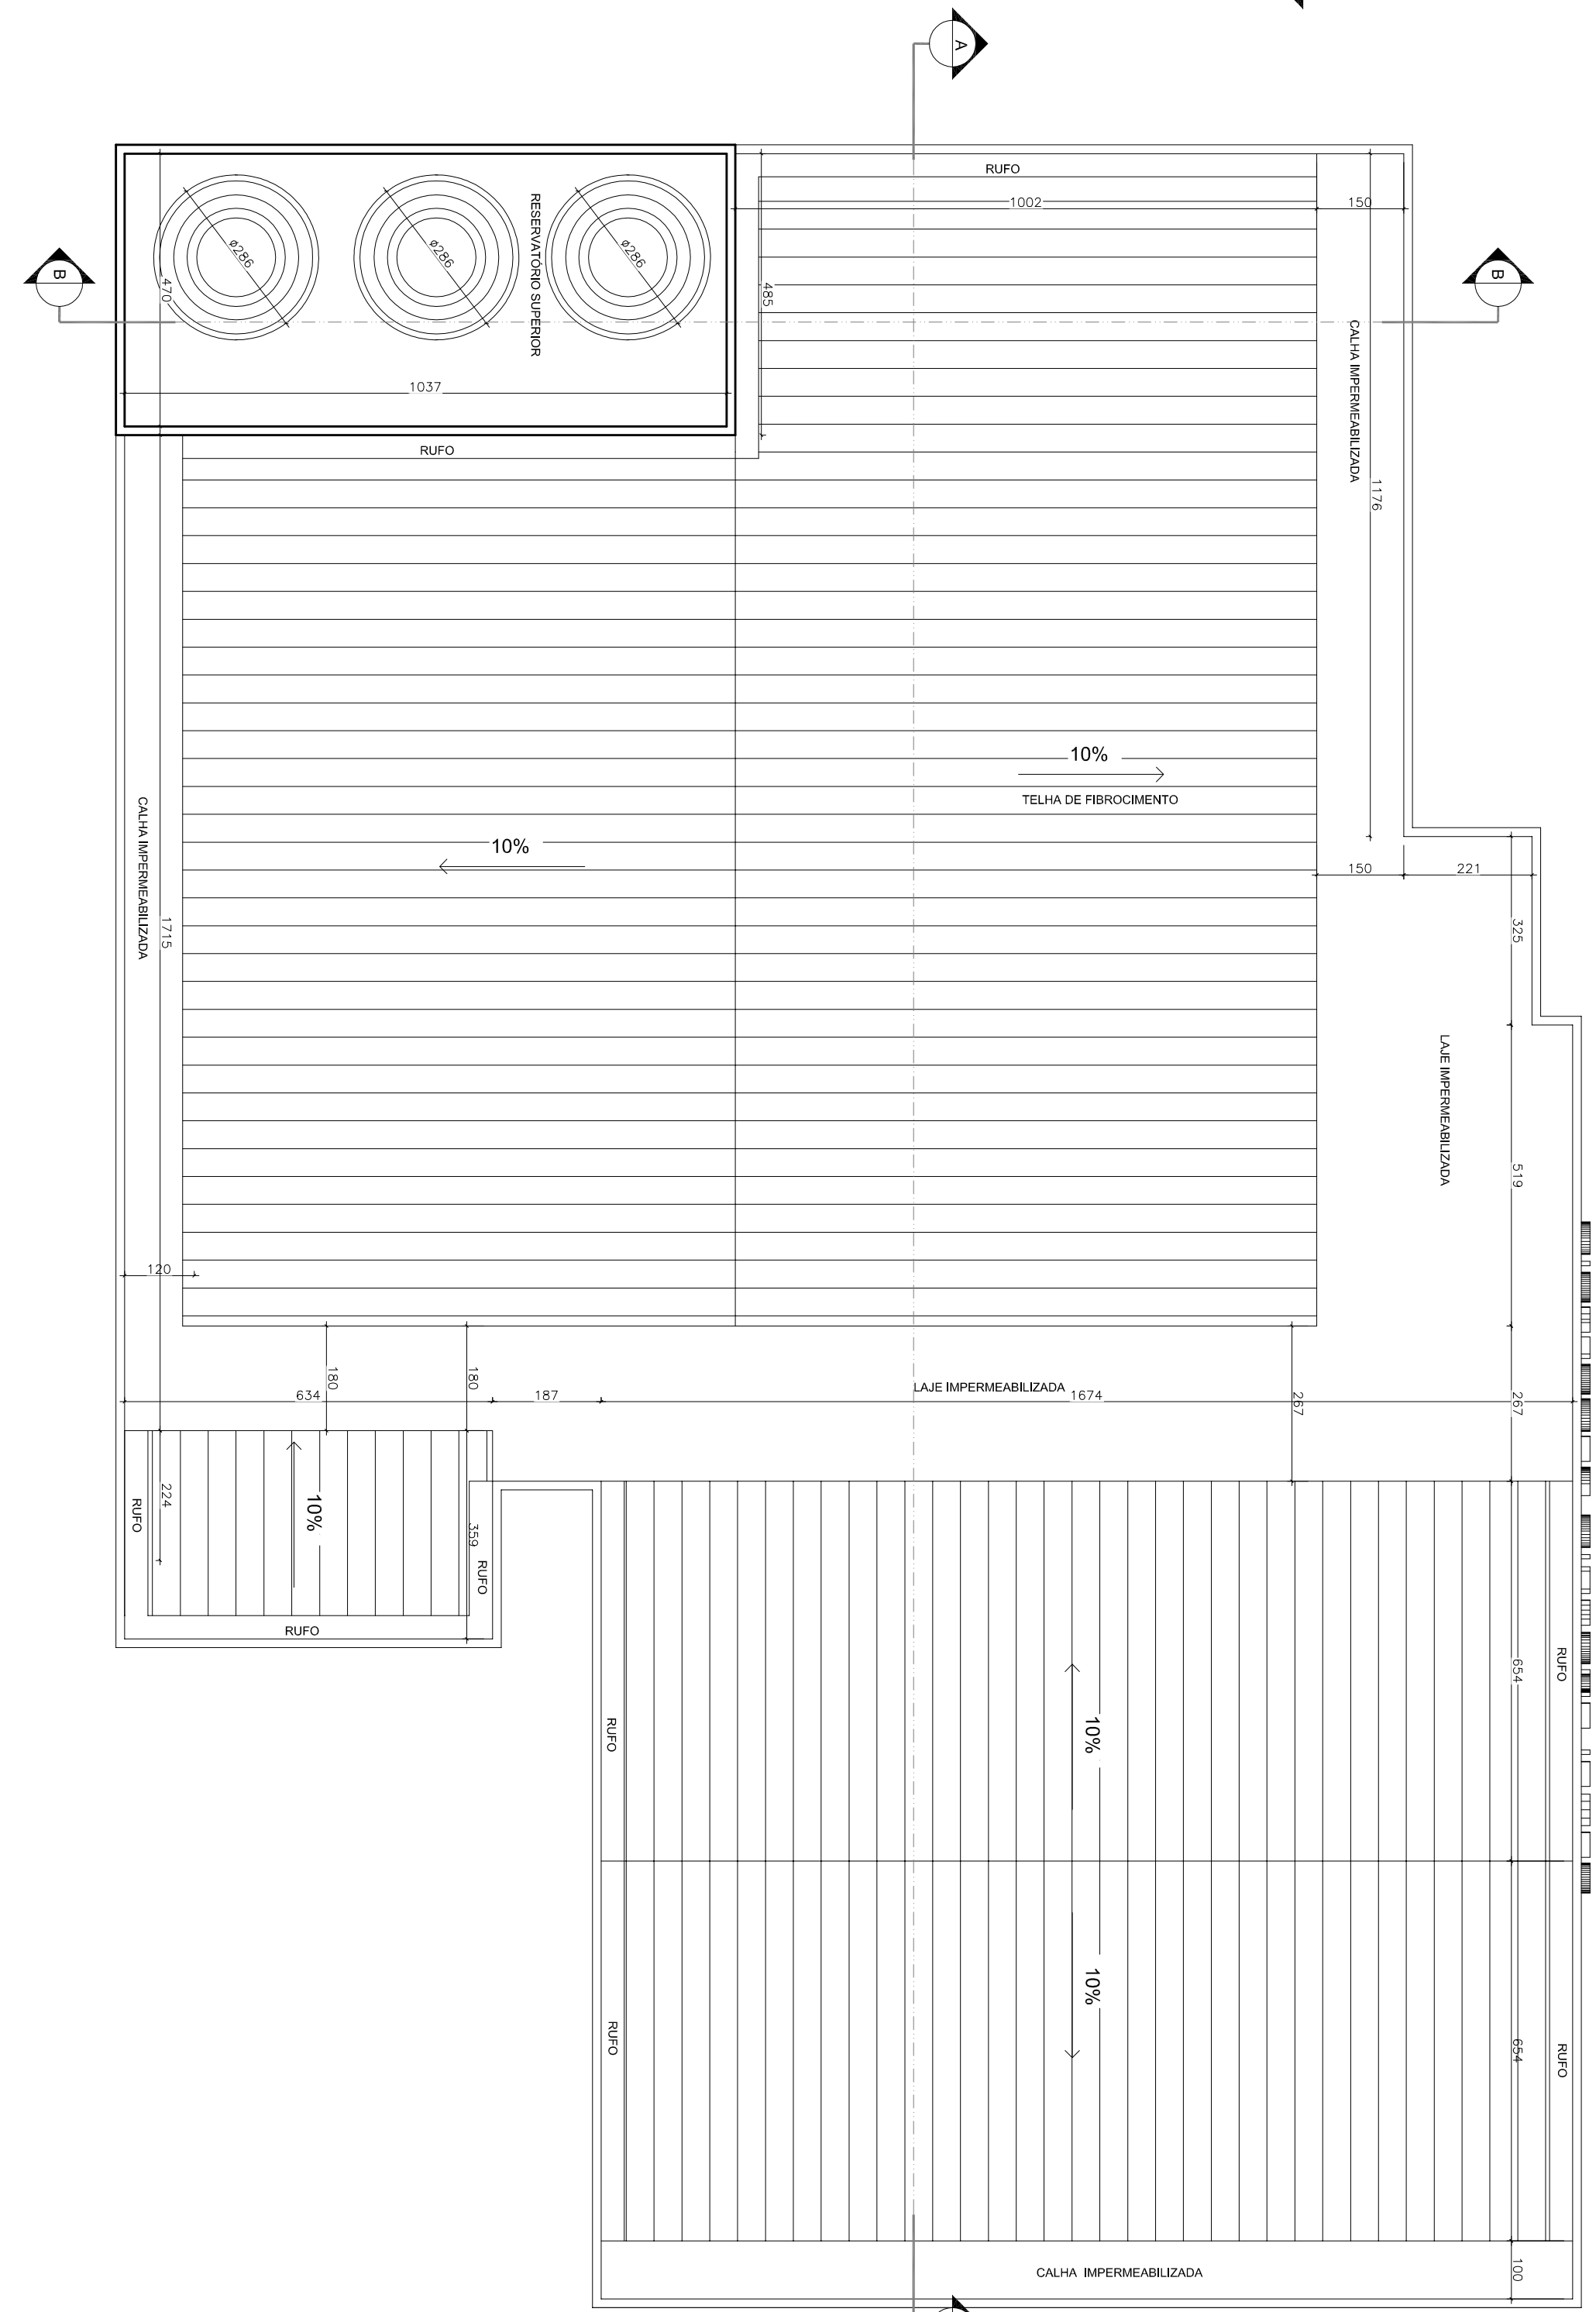 A
RUFO
1002
150
RESERVATÓRIO SUPERIOR
ø286
ø286
ø286
B
B
470
485
1037
CALHA IMPERMEABILIZADA
1176
RUFO
10%
TELHA DE FIBROCIMENTO
10%
CALHA IMPERMEABILIZADA
1715
150
221
325
LAJE IMPERMEABILIZADA
519
120
180
180
634
187
LAJE IMPERMEABILIZADA
1674
267
267
RUFO
224
10%
359
RUFO
RUFO
RUFO
10%
654
RUFO
10%
RUFO
654
RUFO
CALHA IMPERMEABILIZADA
100